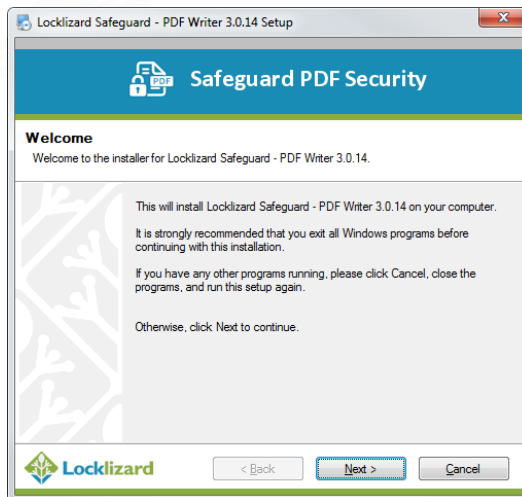 Locklizard Safeguard - PDF Writer 3.0.14 Setup
PDF
Safeguard PDF Security
Welcome
Welcome to the installer for Locklizard Safeguard - PDF Writer 3.0.14.
This will install Locklizard Safeguard - PDF Writer 3.0.14 on your computer.
It is strongly recommended that you exit all Windows programs before
continuing with this installation.
If you have any other programs running, please click Cancel, close the
programs, and run this setup again.
Otherwise, click Next to continue.
Locklizard
< Back
Next >
Cancel